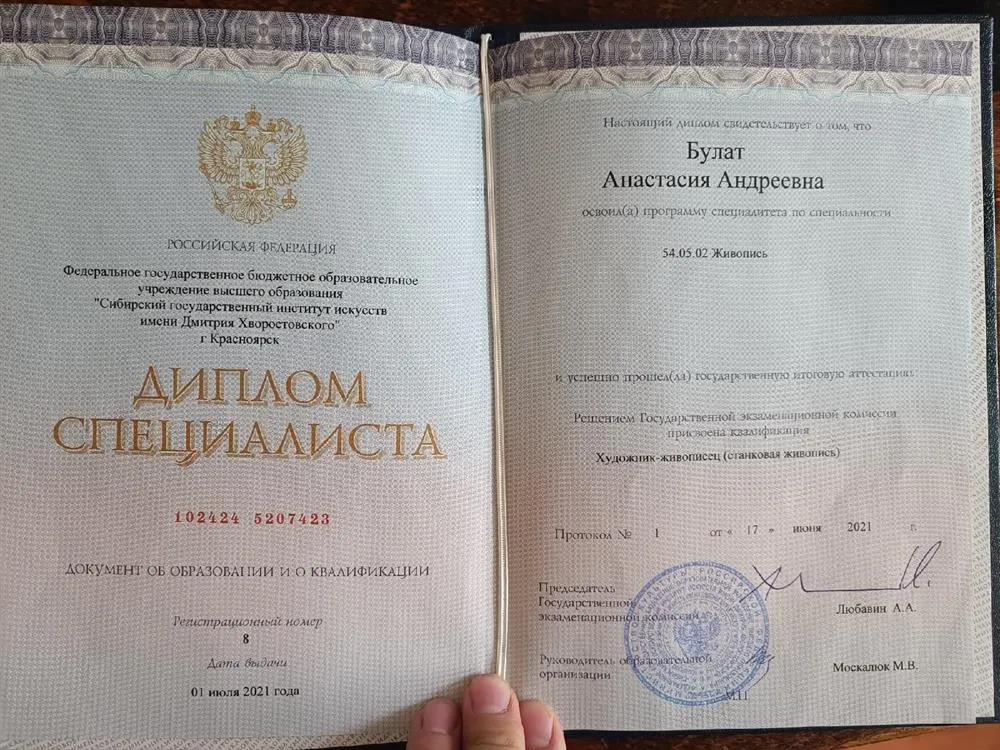 РОССИЙСКАЯ ФЕДЕРАЦИЯ
Федеральное государственное бюджетное образовательное
учреждение высшего образования
"Сибирский государственный институт искусств
имени Дмитрия Хворостовского"
г Красноярск
ДИПЛОМ
СПЕЦИАЛИСТА
102424 5207423
ДОКУМЕНТ ОБ ОБРАЗОВАНИИ И О КВАЛИФИКАЦИИ
Регистрационный номер
8
Дата выдачи
01 июля 2021 года
Настоящий диплом свидетельствует о том, что
Булат
Анастасия Андреевна
освоил(а) программу специалитета по специальности
54.05.02 Живопись
и успешно прошел(ла) государственную итоговую аттестацию.
Решением Государственной экзаменационной комиссии
присвоена квалификация
Художник-живописец (станковая живопись)
Протокол № 1 от « 17 » июня 2021 г.
Председатель
Государственной
экзаменационной комиссии
Любавин А.А.
Руководитель образовательной
организации
Москалюк М.В.
М.П